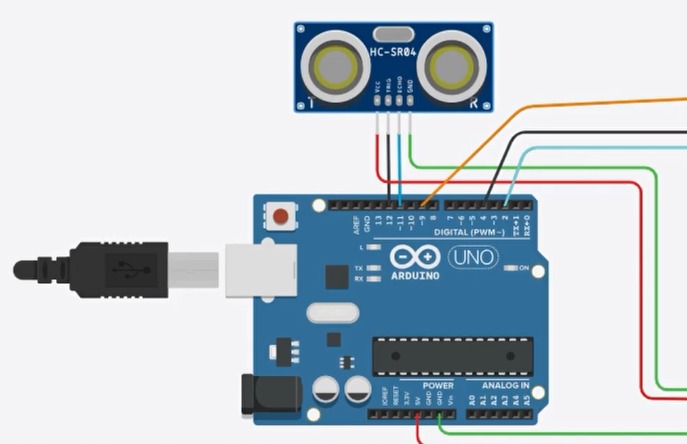 HC-SR04
T
VCC
TRIG
ECHO
GND
R
AREF
GND
13
12
~11
~10
~9
8
7
~6
~5
4
~3
2
TX→1
RX←0
DIGITAL (PWM~)
L
TX
RX
ARDUINO
UNO
ON
POWER
ANALOG IN
IOREF
RESET
3.3V
5V
GND
GND
Vin
A0
A1
A2
A3
A4
A5